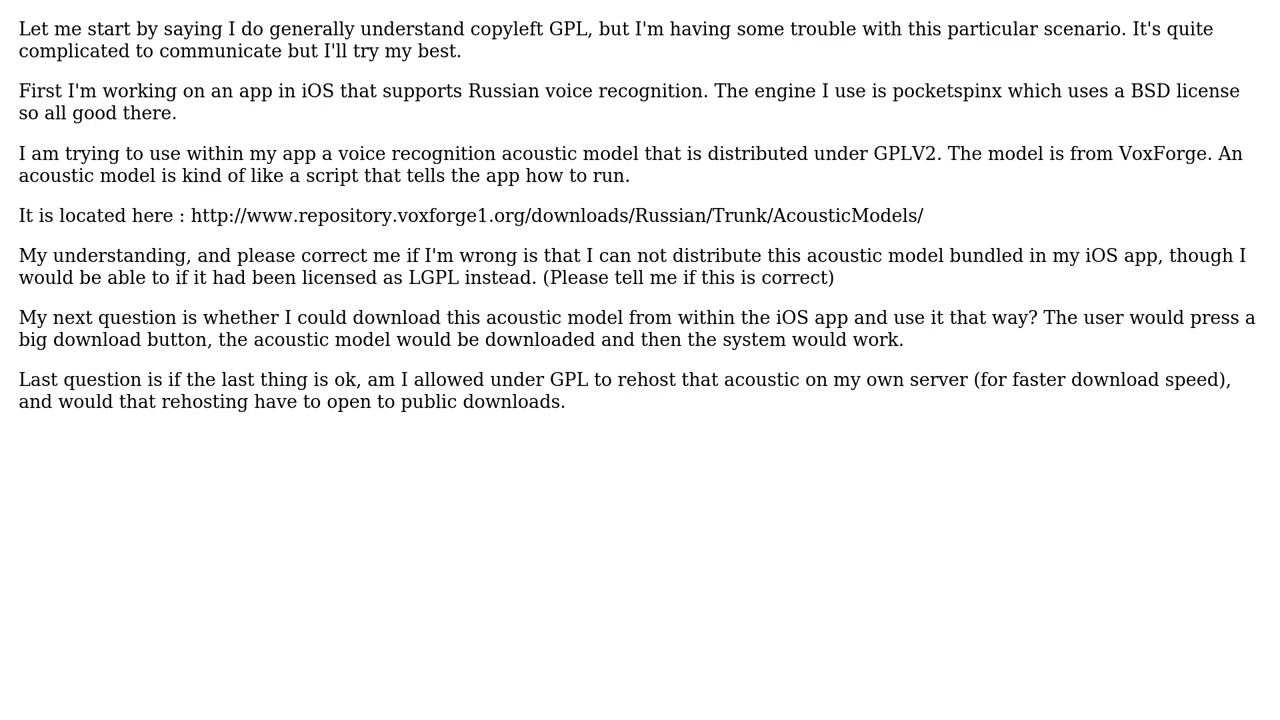 Let me start by saying I do generally understand copyleft GPL, but I'm having some trouble with this particular scenario. It's quite
complicated to communicate but I'll try my best.
First I'm working on an app in iOS that supports Russian voice recognition. The engine I use is pocketspinx which uses a BSD license
so all good there.
I am trying to use within my app a voice recognition acoustic model that is distributed under GPLV2. The model is from VoxForge. An
acoustic model is kind of like a script that tells the app how to run.
It is located here : http://www.repository.voxforge1.org/downloads/Russian/Trunk/AcousticModels/
My understanding, and please correct me if I'm wrong is that I can not distribute this acoustic model bundled in my iOS app, though I
would be able to if it had been licensed as LGPL instead. (Please tell me if this is correct)
My next question is whether I could download this acoustic model from within the iOS app and use it that way? The user would press a
big download button, the acoustic model would be downloaded and then the system would work.
Last question is if the last thing is ok, am I allowed under GPL to rehost that acoustic on my own server (for faster download speed),
and would that rehosting have to open to public downloads.